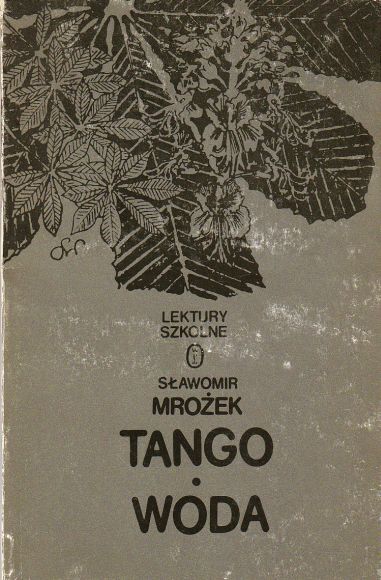 LEKTURY
SZKOLNE
SŁAWOMIR
MROŻEK
TANGO
•
WODA